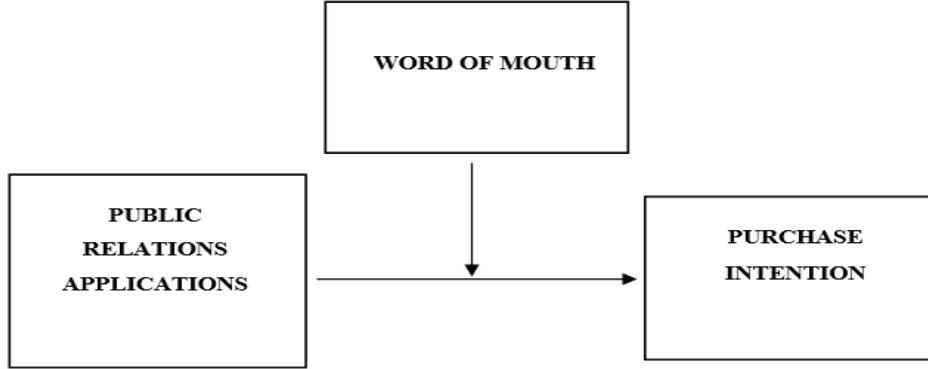 WORD OF MOUTH
PUBLIC
RELATIONS
APPLICATIONS
PURCHASE
INTENTION